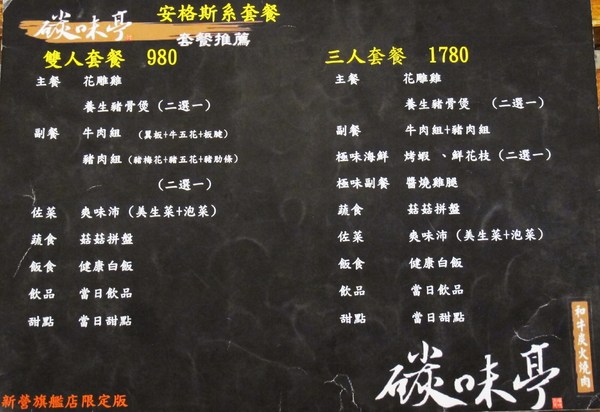 碳味亭
安格斯系套餐
套餐推薦
雙人套餐 980
主餐 花雕雞
養生豬骨煲（二選一）
副餐 牛肉組 （翼板+牛五花+板腱）
豬肉組（豬梅花+豬五花+豬肋條）
（二選一）
佐菜 爽味沛（美生菜+泡菜）
蔬食 菇菇拼盤
飯食 健康白飯
飲品 當日飲品
甜點 當日甜點
三人套餐 1780
主餐 花雕雞
養生豬骨煲 （二選一）
副餐 牛肉組+豬肉組
極味海鮮 烤蝦 、鮮花枝（二選一）
極味副餐 醬燒雞腿
蔬食 菇菇拼盤
佐菜 爽味沛（美生菜+泡菜）
飯食 健康白飯
飲品 當日飲品
甜點 當日甜點
和牛炭火燒肉
碳味亭
新營旗艦店限定版